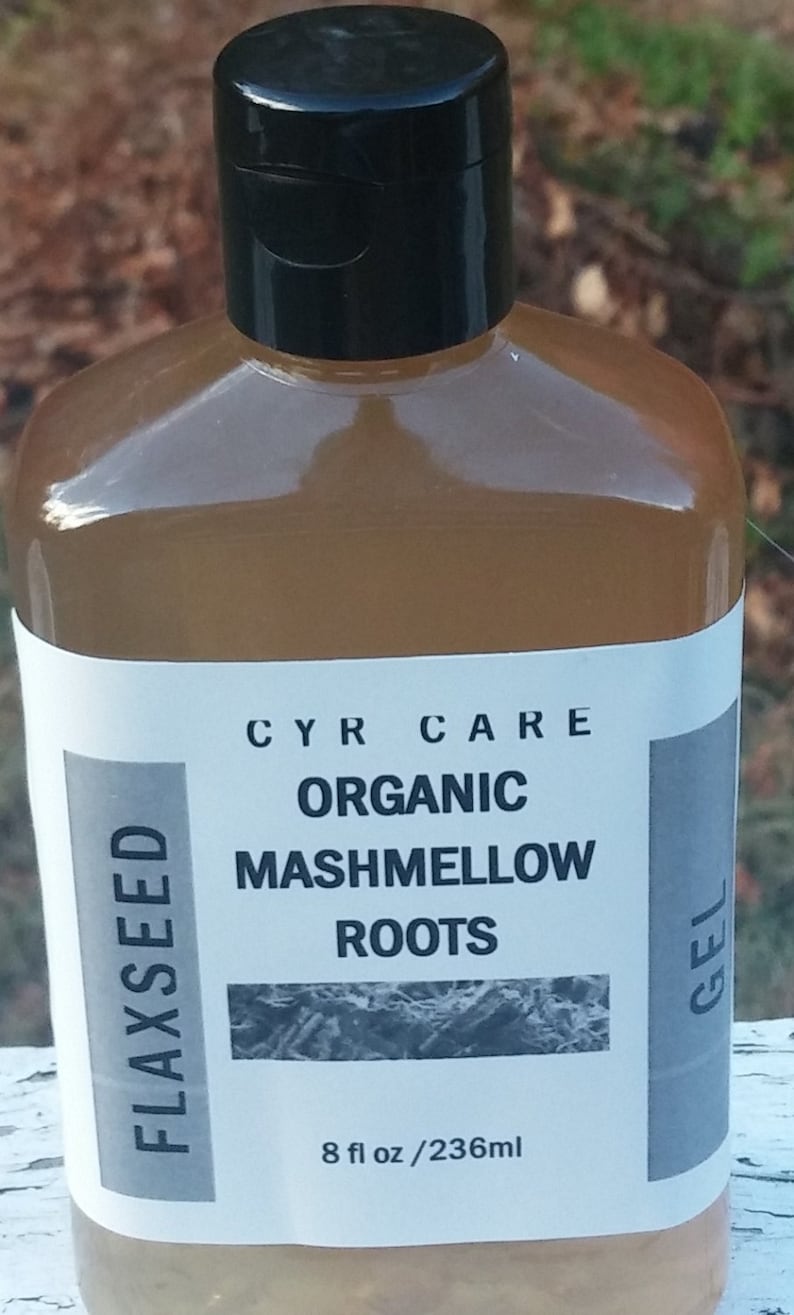 CYR CARE
ORGANIC
MASHMELLOW
ROOTS
FLAXSEED
GEL
8 fl oz /236ml